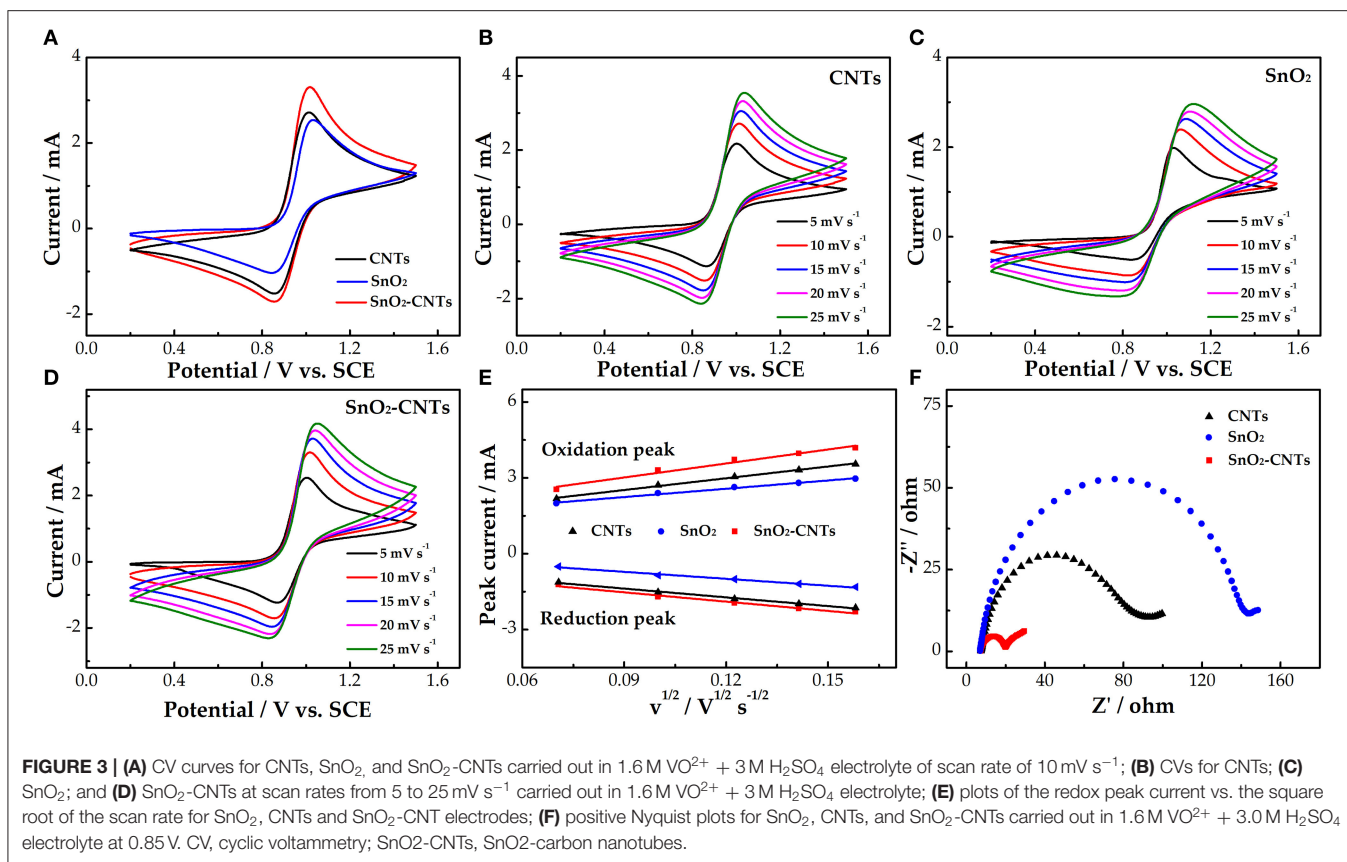 A
Current / mA
4
2
0
-2
0.0 0.4 0.8 1.2 1.6
Potential / V vs. SCE
CNTs
SnO₂
SnO₂-CNTs
B
CNTs
Current / mA
4
2
0
-2
0.0 0.4 0.8 1.2 1.6
Potential / V vs. SCE
5 mV s⁻¹
10 mV s⁻¹
15 mV s⁻¹
20 mV s⁻¹
25 mV s⁻¹
C
SnO₂
Current / mA
4
2
0
-2
0.0 0.4 0.8 1.2 1.6
Potential / V vs. SCE
5 mV s⁻¹
10 mV s⁻¹
15 mV s⁻¹
20 mV s⁻¹
25 mV s⁻¹
D
SnO₂-CNTs
Current / mA
4
2
0
-2
0.0 0.4 0.8 1.2 1.6
Potential / V vs. SCE
5 mV s⁻¹
10 mV s⁻¹
15 mV s⁻¹
20 mV s⁻¹
25 mV s⁻¹
E
Peak current / mA
6
3
0
-3
0.06 0.09 0.12 0.15
v^1/2 / V^1/2 s^-1/2
Oxidation peak
CNTs SnO₂ SnO₂-CNTs
Reduction peak
F
-Z'' / ohm
75
50
25
0
0 40 80 120 160
Z' / ohm
CNTs
SnO₂
SnO₂-CNTs
FIGURE 3 | (A) CV curves for CNTs, SnO₂, and SnO₂-CNTs carried out in 1.6 M VO²⁺ + 3 M H₂SO₄ electrolyte of scan rate of 10 mV s⁻¹; (B) CVs for CNTs; (C)
SnO₂; and (D) SnO₂-CNTs at scan rates from 5 to 25 mV s⁻¹ carried out in 1.6 M VO²⁺ + 3 M H₂SO₄ electrolyte; (E) plots of the redox peak current vs. the square
root of the scan rate for SnO₂, CNTs and SnO₂-CNT electrodes; (F) positive Nyquist plots for SnO₂, CNTs, and SnO₂-CNTs carried out in 1.6 M VO²⁺ + 3.0 M H₂SO₄
electrolyte at 0.85 V. CV, cyclic voltammetry; SnO2-CNTs, SnO2-carbon nanotubes.